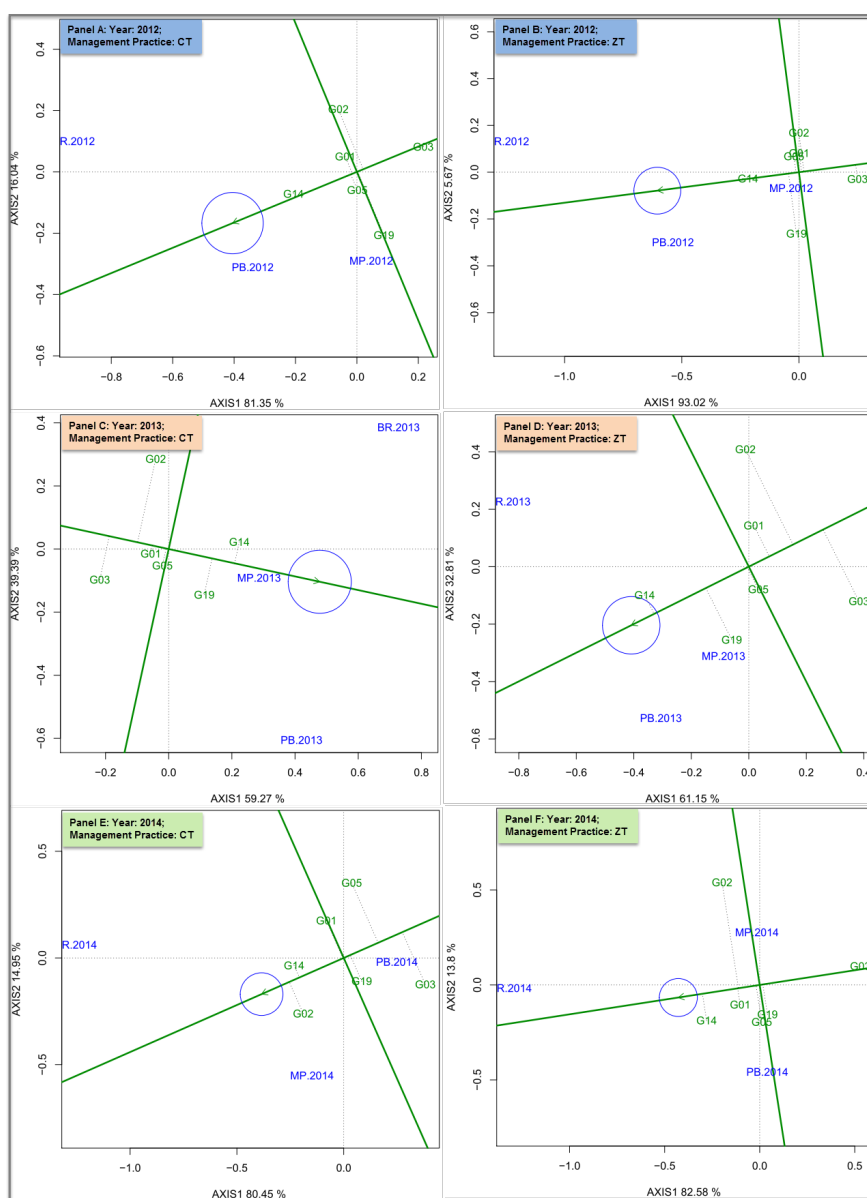 Panel A: Year: 2012;
Management Practice: CT
0.4
0.2
0.0
−0.2
−0.4
−0.6
AXIS2 16.04 %
R.2012
G02
G01
G03
G14
G05
G19
PB.2012
MP.2012
−0.8
−0.6
−0.4
−0.2
0.0
0.2
AXIS1 81.35 %
Panel B: Year: 2012;
Management Practice: ZT
0.6
0.4
0.2
0.0
−0.2
−0.4
−0.6
AXIS2 5.67 %
R.2012
G02
G01
G05
G14
G03
MP.2012
G19
PB.2012
−1.0
−0.5
0.0
AXIS1 93.02 %
Panel C: Year: 2013;
Management Practice: CT
0.4
0.2
0.0
−0.2
−0.4
−0.6
AXIS2 39.39 %
BR.2013
G02
G14
G01
G05
G03
MP.2013
G19
PB.2013
−0.2
0.0
0.2
0.4
0.6
0.8
AXIS1 59.27 %
Panel D: Year: 2013;
Management Practice: ZT
0.4
0.2
0.0
−0.2
−0.4
−0.6
AXIS2 32.81 %
G02
R.2013
G01
G05
G14
G03
G19
MP.2013
PB.2013
−0.8
−0.6
−0.4
−0.2
0.0
0.2
0.4
AXIS1 61.15 %
Panel E: Year: 2014;
Management Practice: CT
0.5
0.0
−0.5
AXIS2 14.95 %
G05
G01
R.2014
G14
PB.2014
G19
G03
G02
MP.2014
−1.0
−0.5
0.0
AXIS1 80.45 %
Panel F: Year: 2014;
Management Practice: ZT
0.5
0.0
−0.5
AXIS2 13.8 %
G02
MP.2014
G03
R.2014
G01
G19
G14
G05
PB.2014
−1.0
−0.5
0.0
0.5
AXIS1 82.58 %